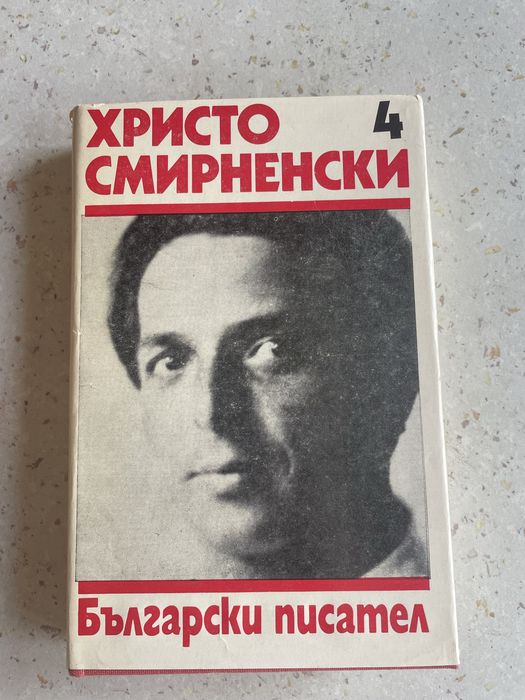 ХРИСТО 4
СМИРНЕНСКИ
Български писател